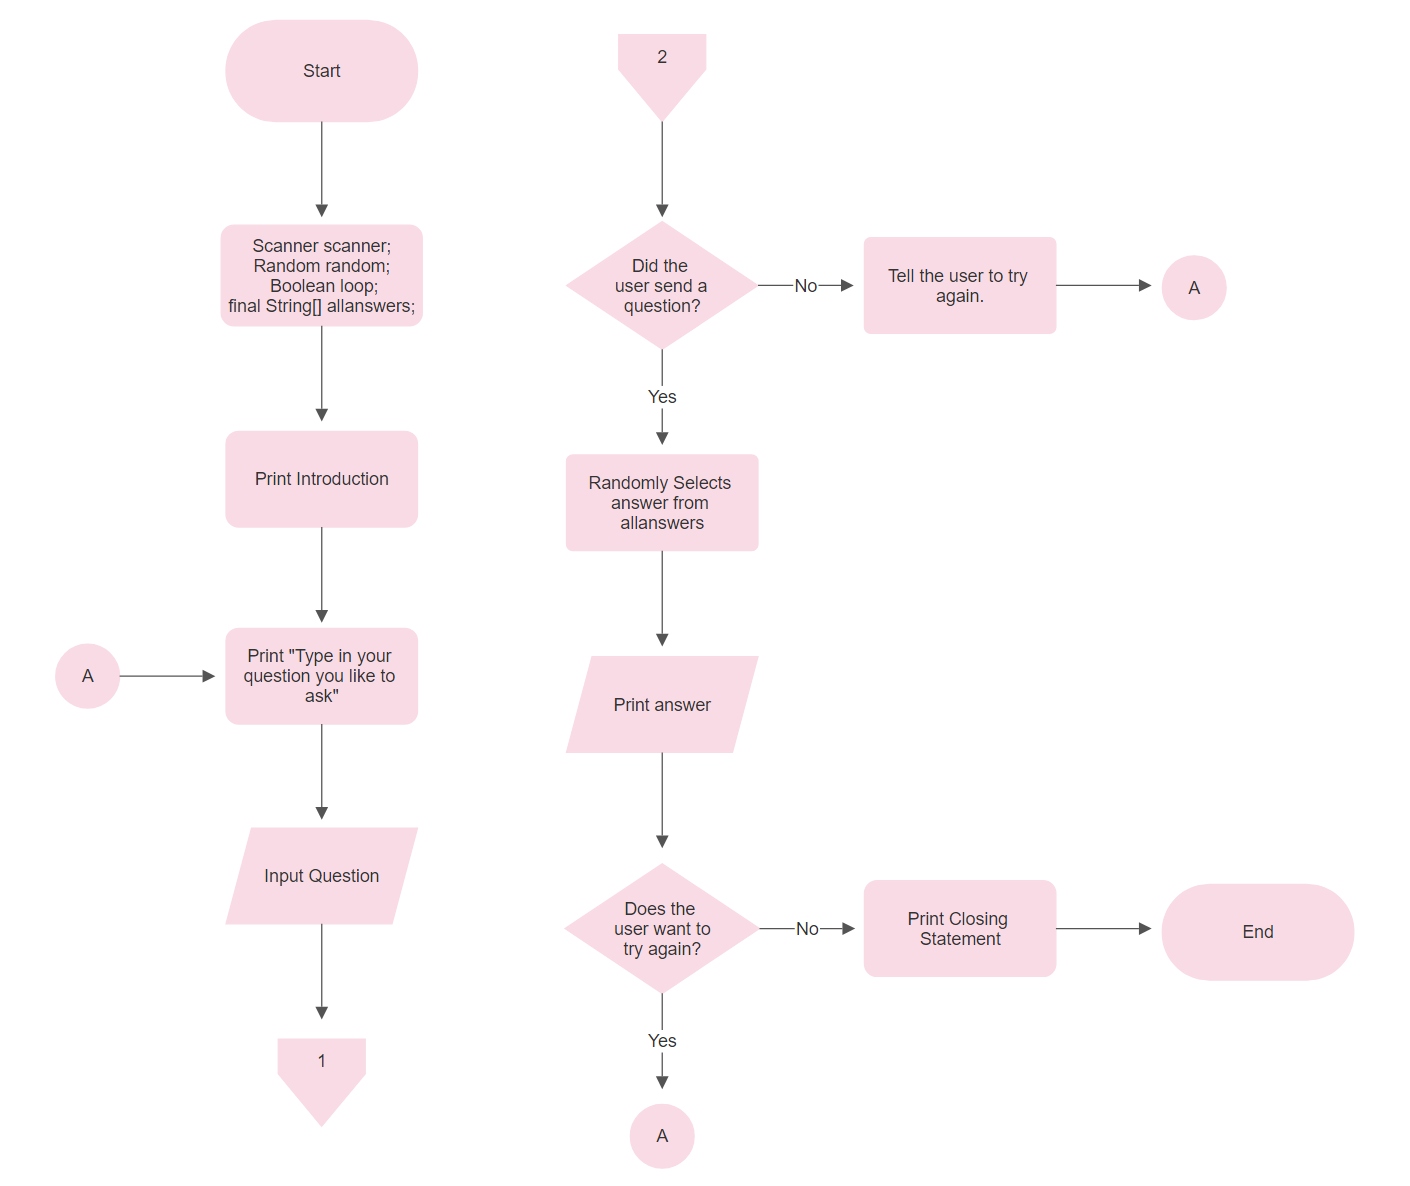 Start
Scanner scanner;
Random random;
Boolean loop;
final String[] allanswers;
Print Introduction
A
Print "Type in your
question you like to
ask"
Input Question
1
2
Did the
user send a
question?
No
Tell the user to try
again.
A
Yes
Randomly Selects
answer from
allanswers
Print answer
Does the
user want to
try again?
No
Print Closing
Statement
End
Yes
A